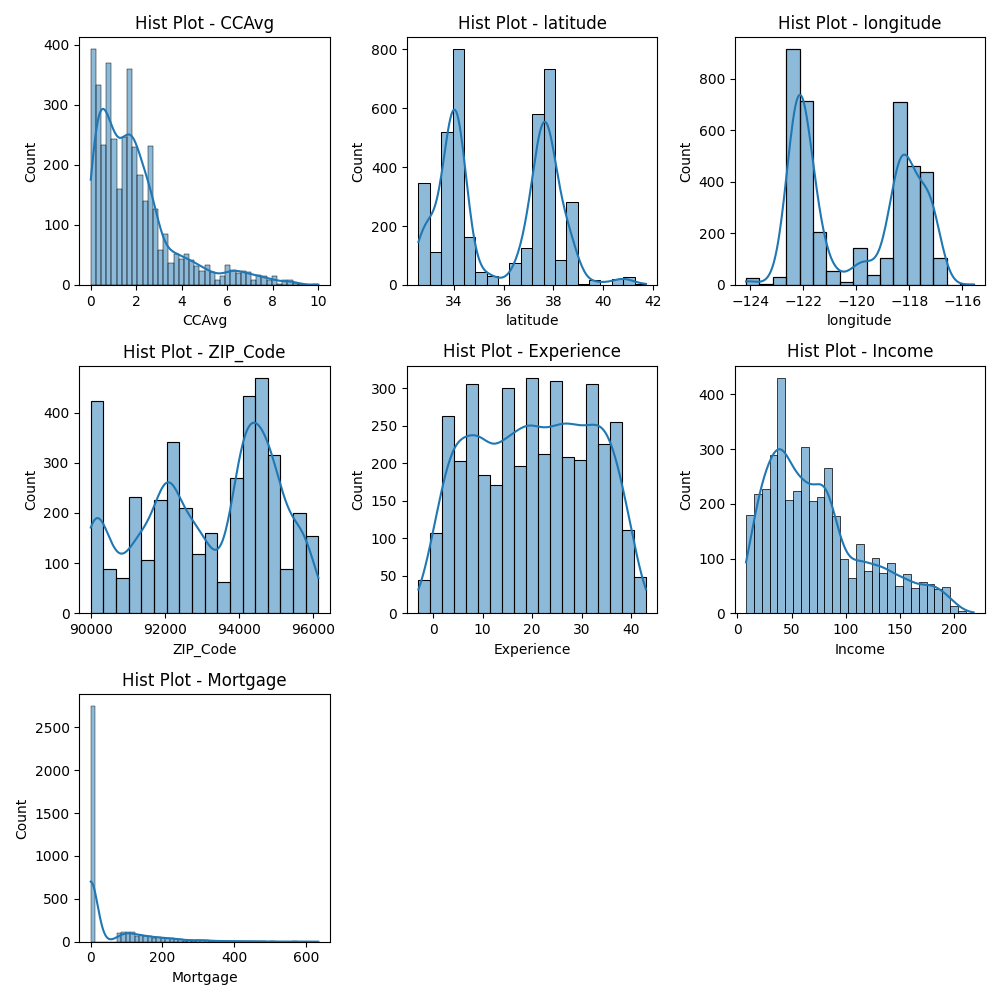 Hist Plot - CCAvg
400
300
200
100
0
Count
0 2 4 6 8 10
CCAvg
Hist Plot - latitude
800
600
400
200
0
Count
34 36 38 40 42
latitude
Hist Plot - longitude
800
600
400
200
0
Count
−124 −122 −120 −118 −116
longitude
Hist Plot - ZIP_Code
400
300
200
100
0
Count
90000 92000 94000 96000
ZIP_Code
Hist Plot - Experience
300
250
200
150
100
50
0
Count
0 10 20 30 40
Experience
Hist Plot - Income
400
300
200
100
0
Count
0 50 100 150 200
Income
Hist Plot - Mortgage
2500
2000
1500
1000
500
0
Count
0 200 400 600
Mortgage